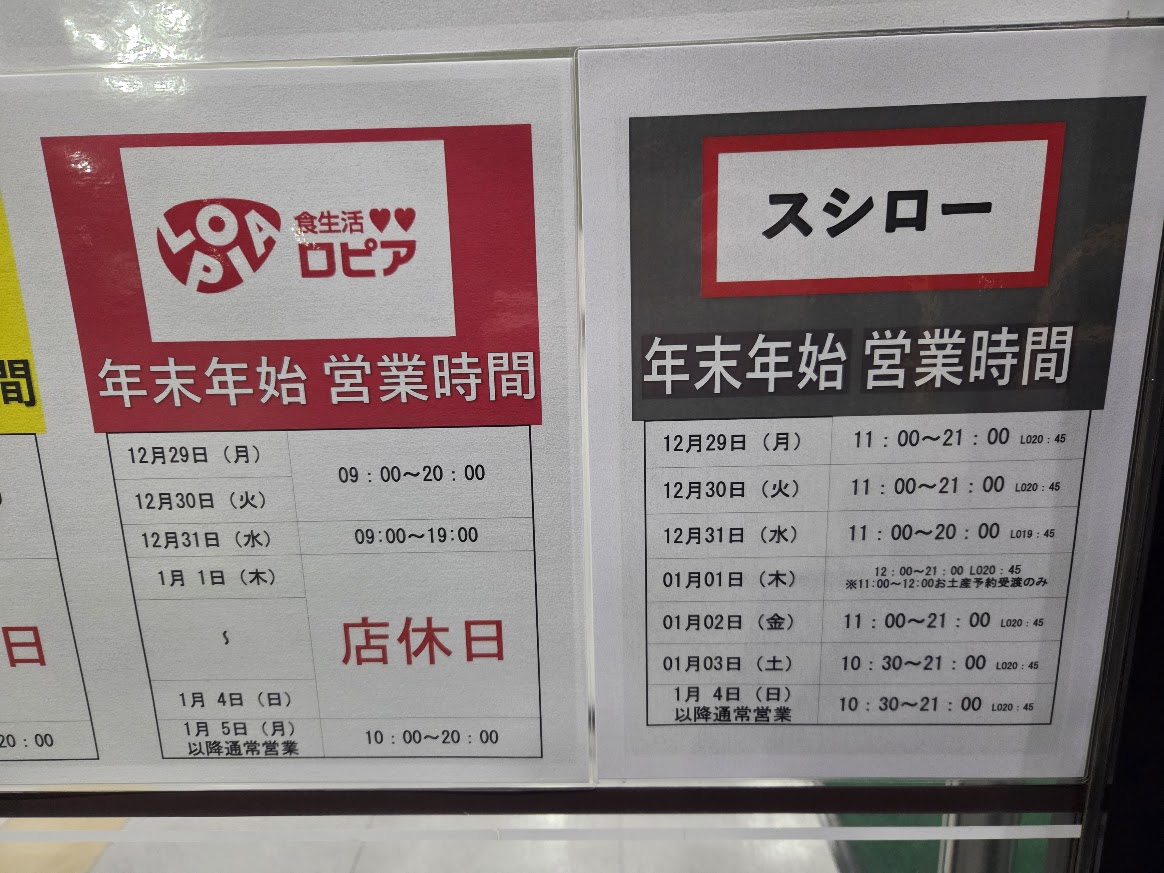 間
日
20：00
LOPIA
食生活♥♥
ロピア
年末年始 営業時間
12月29日（月）
09：00～20：00
12月30日（火）
12月31日（水）
09:00～19:00
1月 1日（木）
～
店休日
1月 4日（日）
1月 5日（月）
以降通常営業
10：00～20：00
スシロー
年末年始 営業時間
12月29日（月） 11：00～21：00 LO20：45
12月30日（火） 11：00～21：00 LO20：45
12月31日（水） 11：00～20：00 LO19：45
01月01日（木）
12：00～21：00 LO20：45
※11:00～12:00お土産予約受渡のみ
01月02日（金） 11：00～21：00 LO20：45
01月03日（土） 10：30～21：00 LO20：45
1月 4日（日）
以降通常営業
10：30～21：00 LO20：45